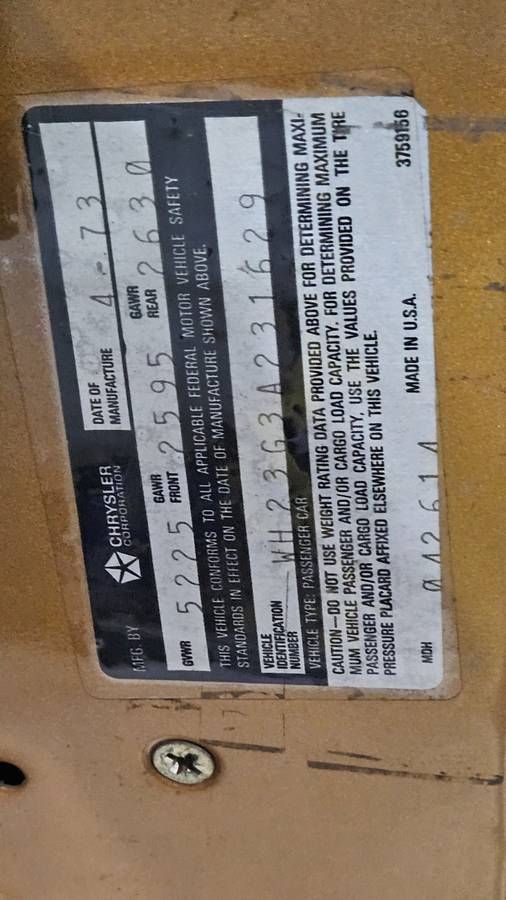 MFG. BY CHRYSLER CORPORATION
DATE OF MANUFACTURE 4-73
GVWR 5225 GAWR FRONT 2595 GAWR REAR 2630
THIS VEHICLE CONFORMS TO ALL APPLICABLE FEDERAL MOTOR VEHICLE SAFETY
STANDARDS IN EFFECT ON THE DATE OF MANUFACTURE SHOWN ABOVE.
VEHICLE IDENTIFICATION NUMBER WH23G3A231629
VEHICLE TYPE: PASSENGER CAR
CAUTION—DO NOT USE WEIGHT RATING DATA PROVIDED ABOVE FOR DETERMINING MAXI-
MUM VEHICLE PASSENGER AND/OR CARGO LOAD CAPACITY. FOR DETERMINING MAXIMUM
PASSENGER AND/OR CARGO LOAD CAPACITY, USE THE VALUES PROVIDED ON THE TIRE
PRESSURE PLACARD AFFIXED ELSEWHERE ON THIS VEHICLE.
MDH 042614 MADE IN U.S.A. 3759156